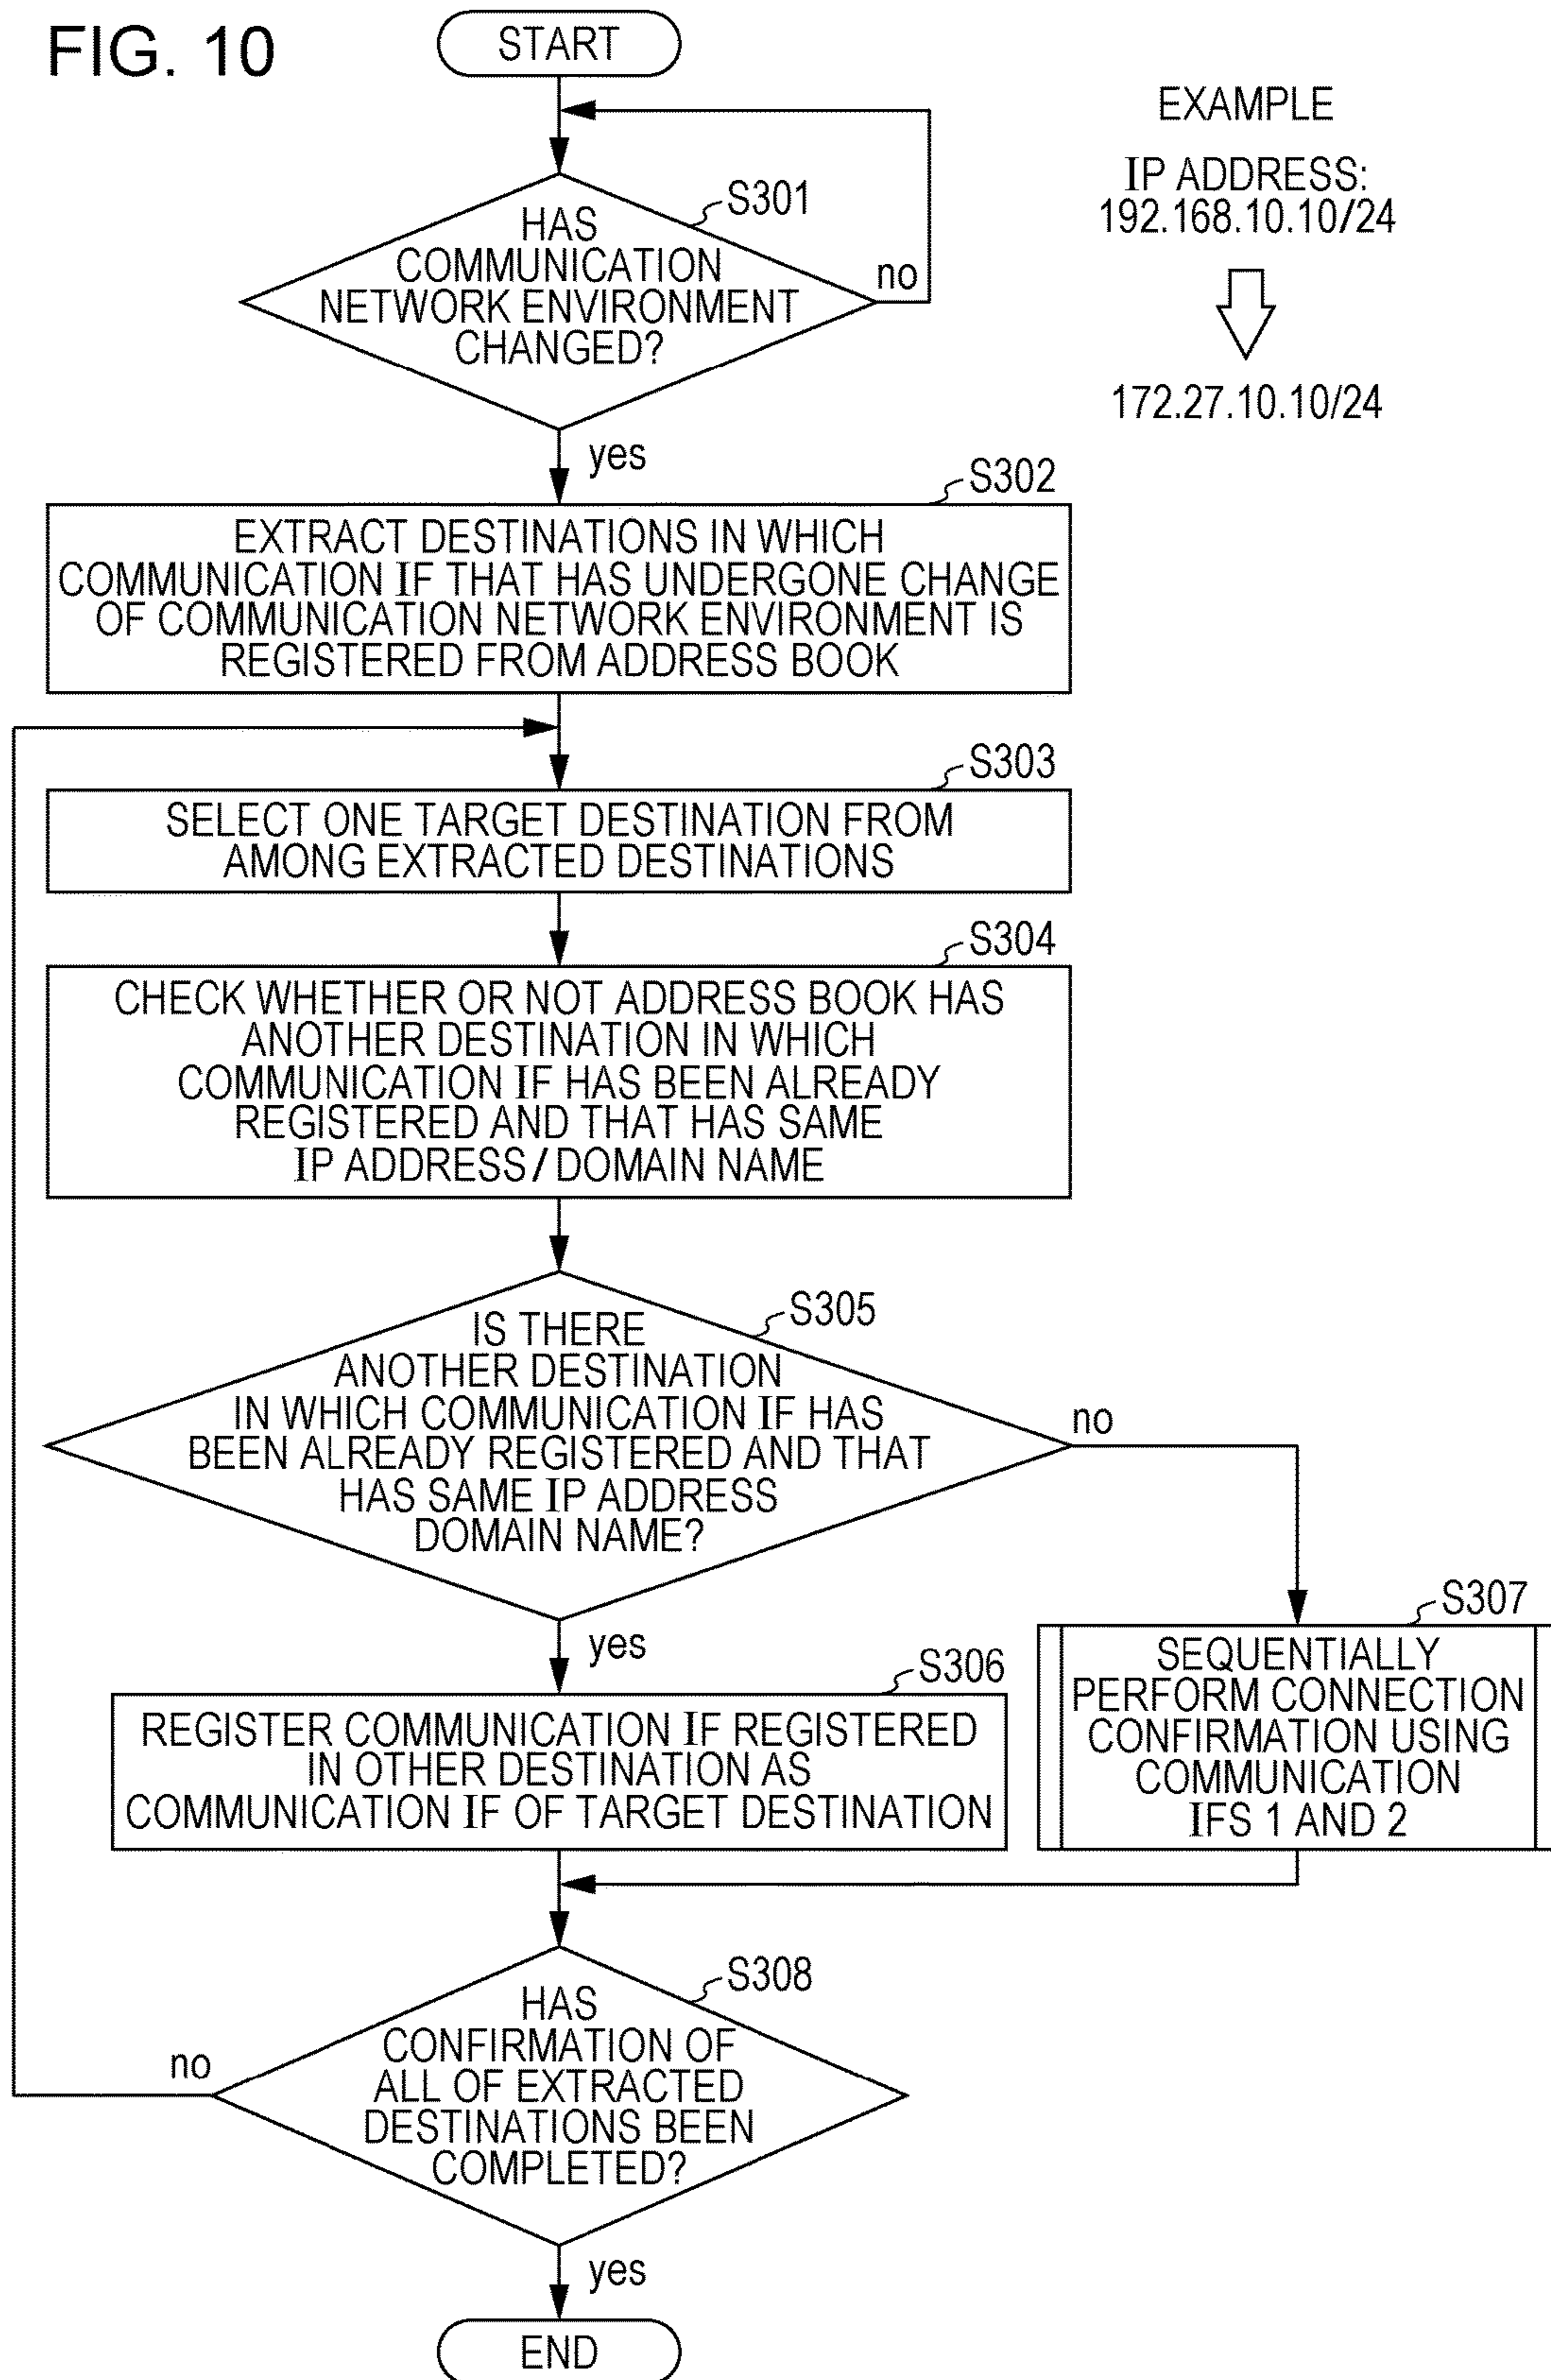 FIG. 10
START
EXAMPLE
IP ADDRESS:
192.168.10.10/24
172.27.10.10/24
S301
HAS
COMMUNICATION
NETWORK ENVIRONMENT
CHANGED?
no
yes
S302
EXTRACT DESTINATIONS IN WHICH
COMMUNICATION IF THAT HAS UNDERGONE CHANGE
OF COMMUNICATION NETWORK ENVIRONMENT IS
REGISTERED FROM ADDRESS BOOK
S303
SELECT ONE TARGET DESTINATION FROM
AMONG EXTRACTED DESTINATIONS
S304
CHECK WHETHER OR NOT ADDRESS BOOK HAS
ANOTHER DESTINATION IN WHICH
COMMUNICATION IF HAS BEEN ALREADY
REGISTERED AND THAT HAS SAME
IP ADDRESS / DOMAIN NAME
S305
IS THERE
ANOTHER DESTINATION
IN WHICH COMMUNICATION IF HAS
BEEN ALREADY REGISTERED AND THAT
HAS SAME IP ADDRESS
DOMAIN NAME?
no
yes
S306
REGISTER COMMUNICATION IF REGISTERED
IN OTHER DESTINATION AS
COMMUNICATION IF OF TARGET DESTINATION
S307
SEQUENTIALLY
PERFORM CONNECTION
CONFIRMATION USING
COMMUNICATION
IFS 1 AND 2
S308
HAS
CONFIRMATION OF
ALL OF EXTRACTED
DESTINATIONS BEEN
COMPLETED?
no
yes
END